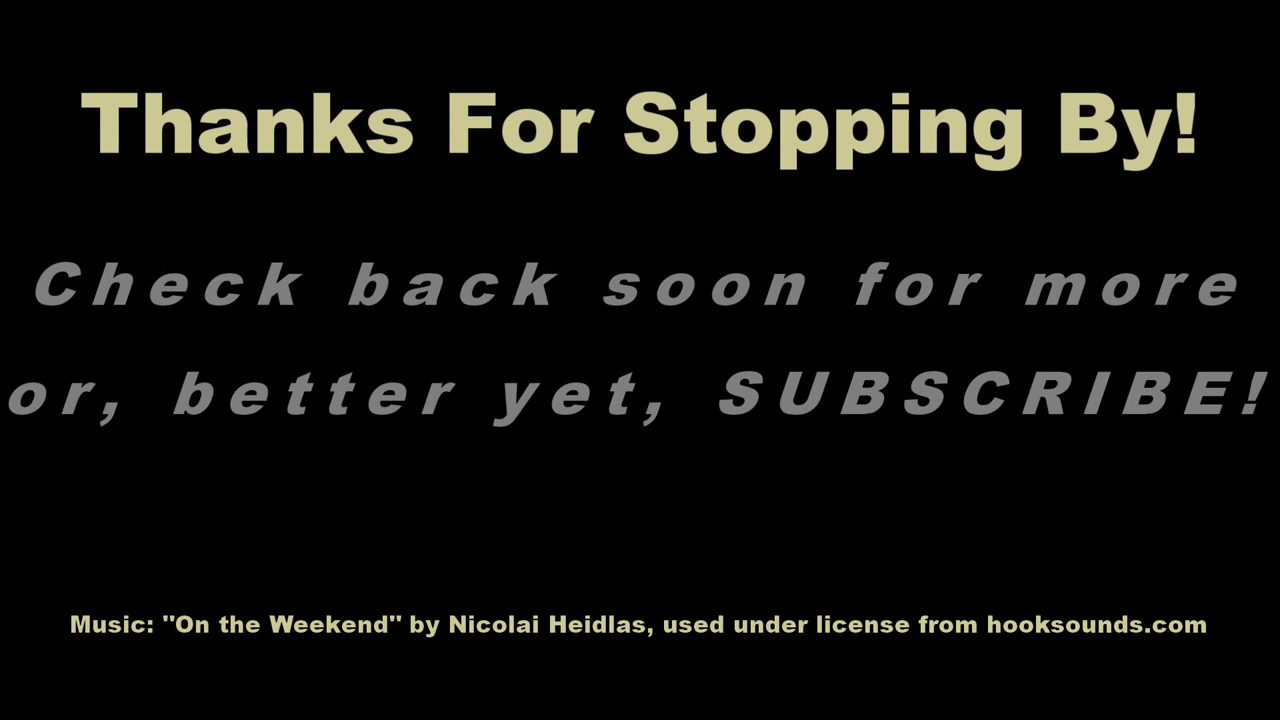 Thanks For Stopping By!
Check back soon for more
or, better yet, SUBSCRIBE!
Music: "On the Weekend" by Nicolai Heidlas, used under license from hooksounds.com